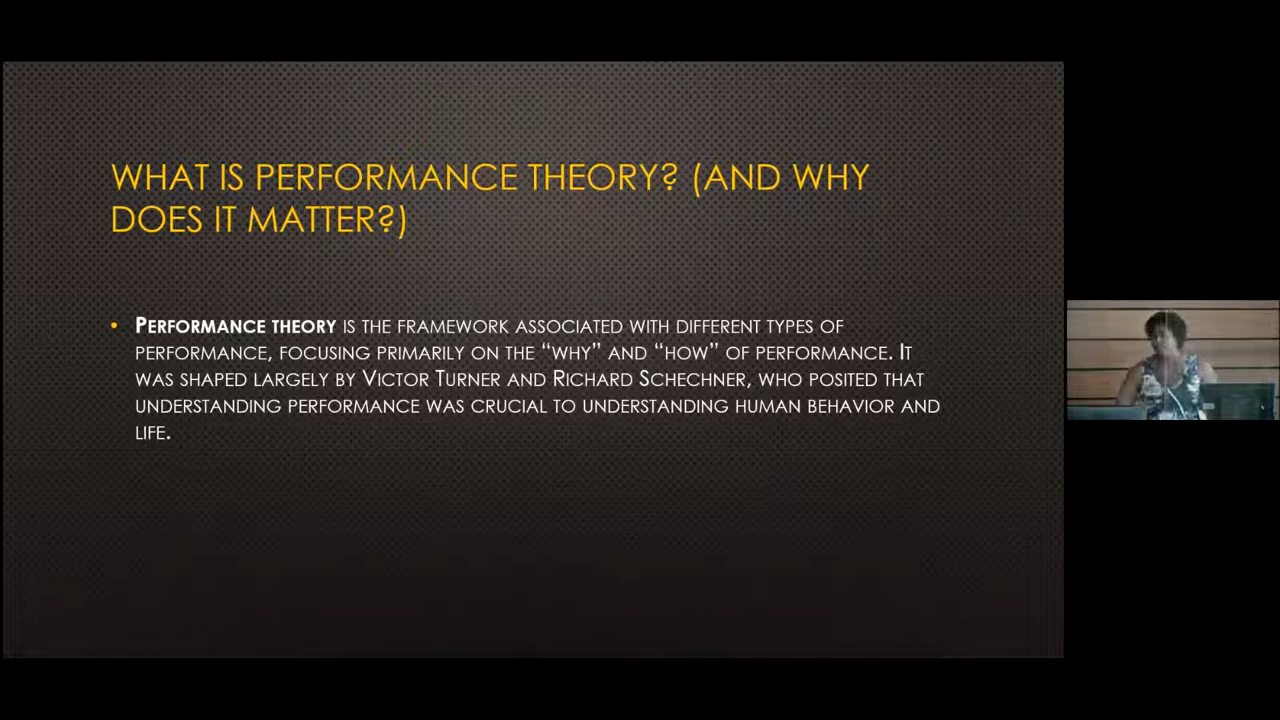 WHAT IS PERFORMANCE THEORY? (AND WHY
DOES IT MATTER?)
• PERFORMANCE THEORY IS THE FRAMEWORK ASSOCIATED WITH DIFFERENT TYPES OF
PERFORMANCE, FOCUSING PRIMARILY ON THE “WHY” AND “HOW” OF PERFORMANCE. IT
WAS SHAPED LARGELY BY VICTOR TURNER AND RICHARD SCHECHNER, WHO POSITED THAT
UNDERSTANDING PERFORMANCE WAS CRUCIAL TO UNDERSTANDING HUMAN BEHAVIOR AND
LIFE.